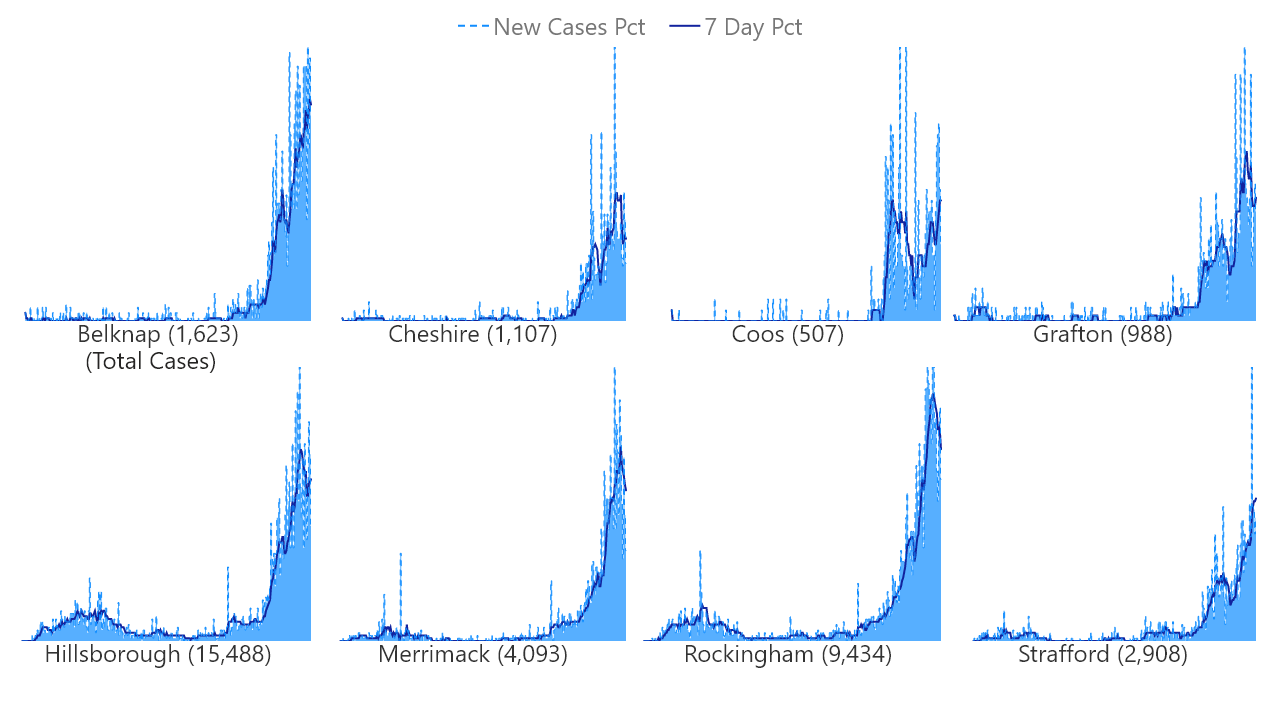 New Cases Pct 7 Day Pct
Belknap (1,623) Cheshire (1,107) Coos (507) Grafton (988)
(Total Cases)
Hillsborough (15,488) Merrimack (4,093) Rockingham (9,434) Strafford (2,908)